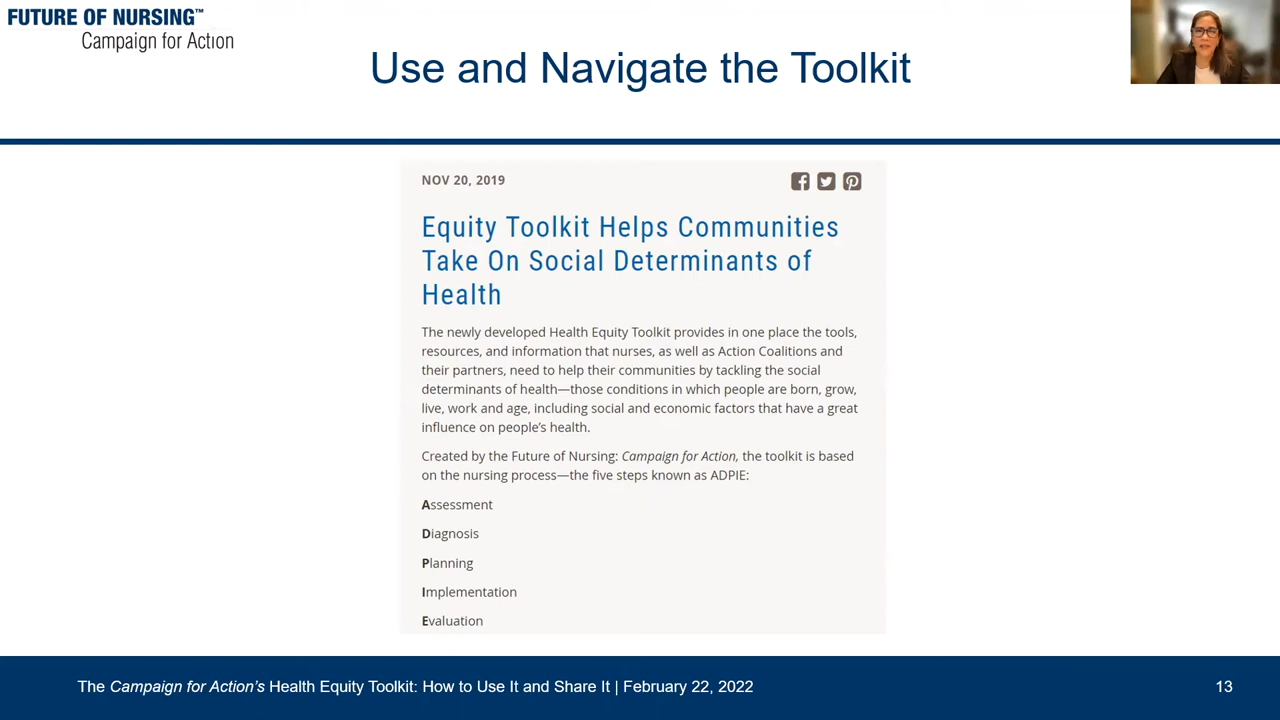 FUTURE OF NURSING™
Campaign for Action
Use and Navigate the Toolkit
NOV 20, 2019
Equity Toolkit Helps Communities
Take On Social Determinants of
Health
The newly developed Health Equity Toolkit provides in one place the tools,
resources, and information that nurses, as well as Action Coalitions and
their partners, need to help their communities by tackling the social
determinants of health—those conditions in which people are born, grow,
live, work and age, including social and economic factors that have a great
influence on people's health.
Created by the Future of Nursing: Campaign for Action, the toolkit is based
on the nursing process—the five steps known as ADPIE:
Assessment
Diagnosis
Planning
Implementation
Evaluation
The Campaign for Action's Health Equity Toolkit: How to Use It and Share It | February 22, 2022
13